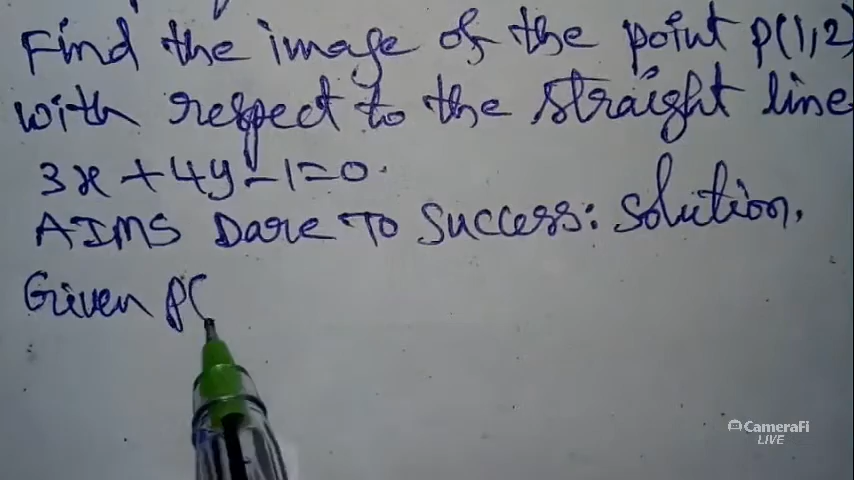 Find the image of the point P(1,2)
with respect to the straight line
3x + 4y - 1 = 0.
AIMS Dare To Success: Solution.
Given P(
CameraFi
LIVE